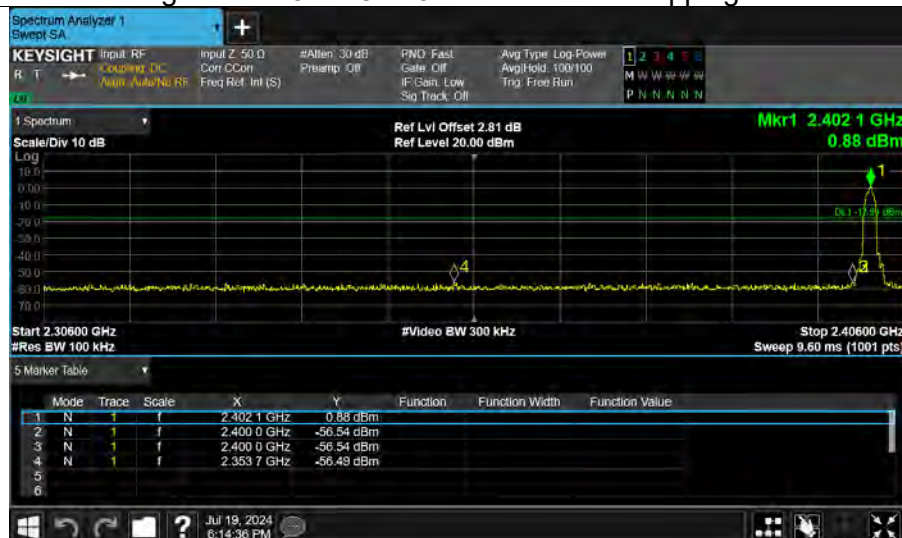 Spectrum Analyzer 1
Swept SA
+
KEYSIGHT Input: RF Input Z: 50 Ω #Atten: 30 dB PNO: Fast Avg Type: Log-Power 1 2 3 4 5 6
R T Coupling: DC Corr CCorr Preamp: Off Gate: Off Avg|Hold: 100/100 M W W W W W
Align: Auto/No RF Freq Ref: Int (S) IF Gain: Low Trig: Free Run P N N N N N
Sig Track: Off
1 Spectrum
Scale/Div 10 dB
Ref Lvl Offset 2.81 dB
Ref Level 20.00 dBm
Mkr1 2.402 1 GHz
0.88 dBm
Log
10.0
0.00
-10.0
-20.0
-30.0
-40.0
-50.0
-60.0
-70.0
1
4
3
Start 2.30600 GHz #Video BW 300 kHz Stop 2.40600 GHz
#Res BW 100 kHz Sweep 9.60 ms (1001 pts)
5 Marker Table
Mode Trace Scale X Y Function Function Width Function Value
1 N 1 f 2.402 1 GHz 0.88 dBm
2 N 1 f 2.400 0 GHz -56.54 dBm
3 N 1 f 2.400 0 GHz -56.54 dBm
4 N 1 f 2.353 7 GHz -56.49 dBm
5
6
?
Jul 19, 2024
6:14:36 PM